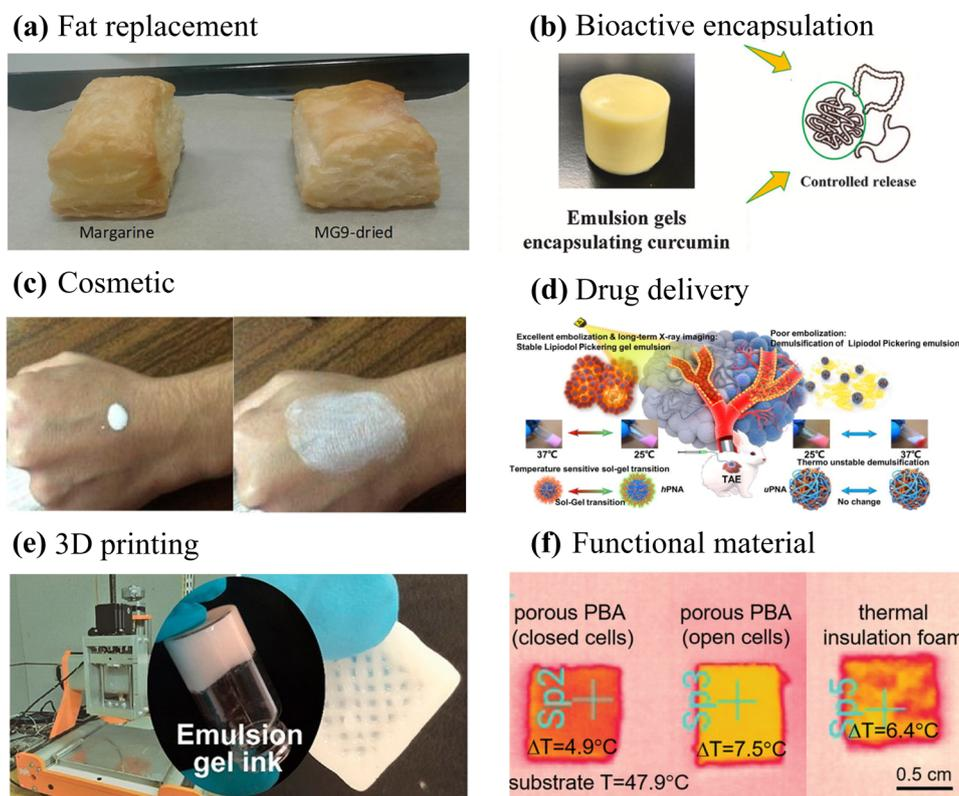 (a) Fat replacement
Margarine
MG9-dried
(b) Bioactive encapsulation
Emulsion gels
encapsulating curcumin
Controlled release
(c) Cosmetic
(d) Drug delivery
Excellent embolization & long-term X-ray imaging:
Stable Lipiodol Pickering gel emulsion
Poor embolization:
Demulsification of Lipiodol Pickering emulsion
37℃
25℃
25℃
37℃
Temperature sensitive sol-gel transition
Sol-Gel transition
hPNA
TAE
Thermo unstable demulsification
uPNA
No change
(e) 3D printing
Emulsion
gel ink
(f) Functional material
porous PBA
(closed cells)
porous PBA
(open cells)
thermal
insulation foam
Sp2
ΔT=4.9°C
Sp3
ΔT=7.5°C
Sp5
ΔT=6.4°C
substrate T=47.9°C
0.5 cm